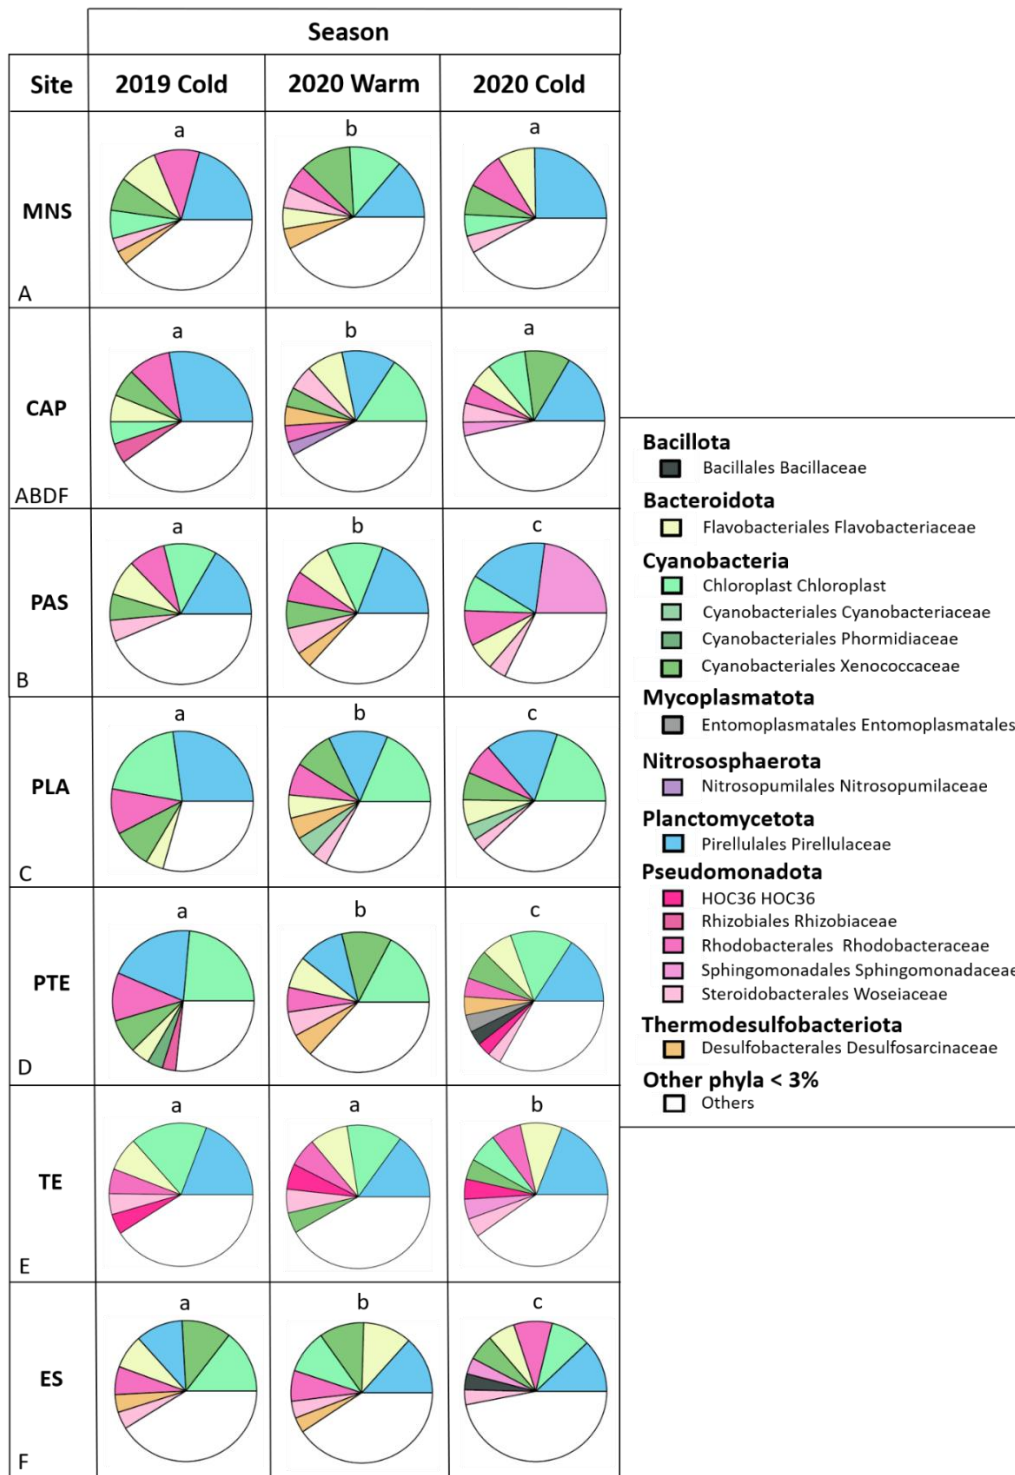 Season
Site 2019 Cold 2020 Warm 2020 Cold
a b a
MNS
A
a b a
CAP
ABDF
a b c
PAS
B
a b c
PLA
C
a b c
PTE
D
a a b
TE
E
a b c
ES
F
Bacillota
Bacillales Bacillaceae
Bacteroidota
Flavobacteriales Flavobacteriaceae
Cyanobacteria
Chloroplast Chloroplast
Cyanobacteriales Cyanobacteriaceae
Cyanobacteriales Phormidiaceae
Cyanobacteriales Xenococcaceae
Mycoplasmatota
Entomoplasmatales Entomoplasmatales
Nitrososphaerota
Nitrosopumilales Nitrosopumilaceae
Planctomycetota
Pirellulales Pirellulaceae
Pseudomonadota
HOC36 HOC36
Rhizobiales Rhizobiaceae
Rhodobacterales Rhodobacteraceae
Sphingomonadales Sphingomonadaceae
Steroidobacterales Woseiaceae
Thermodesulfobacteriota
Desulfobacterales Desulfosarcinaceae
Other phyla < 3%
Others